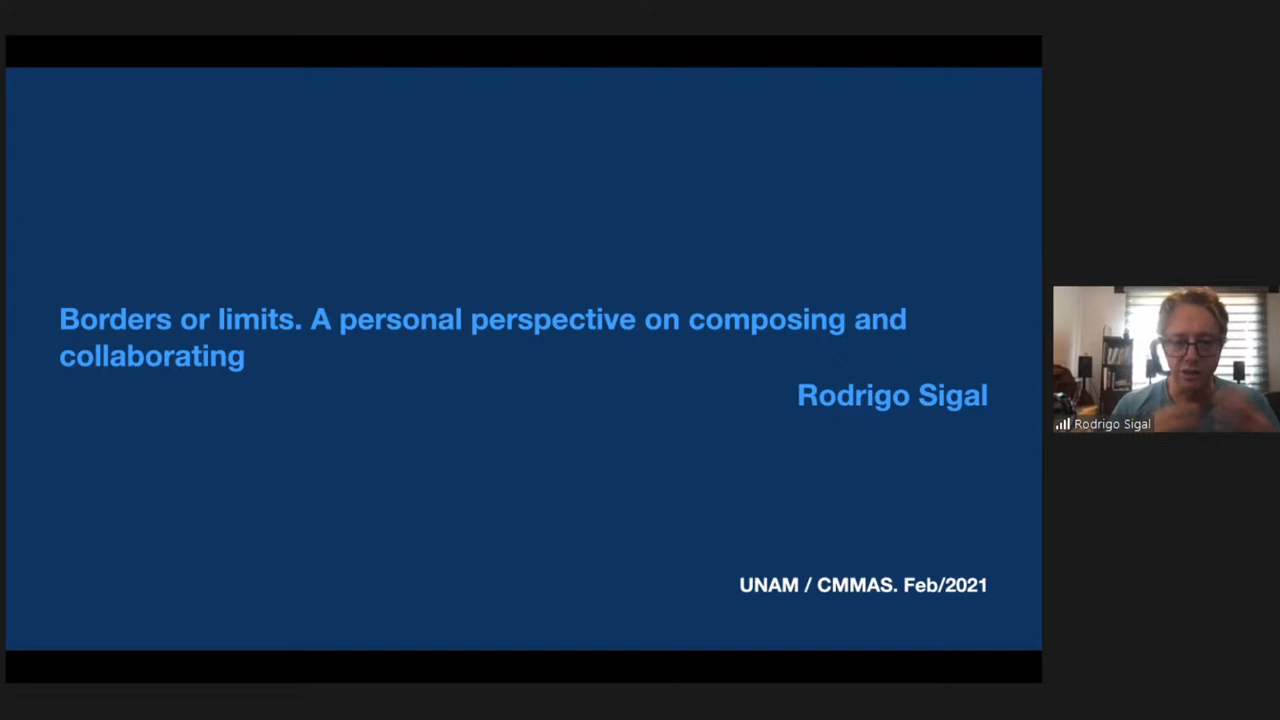 Borders or limits. A personal perspective on composing and
collaborating
Rodrigo Sigal
UNAM / CMMAS. Feb/2021
Rodrigo Sigal